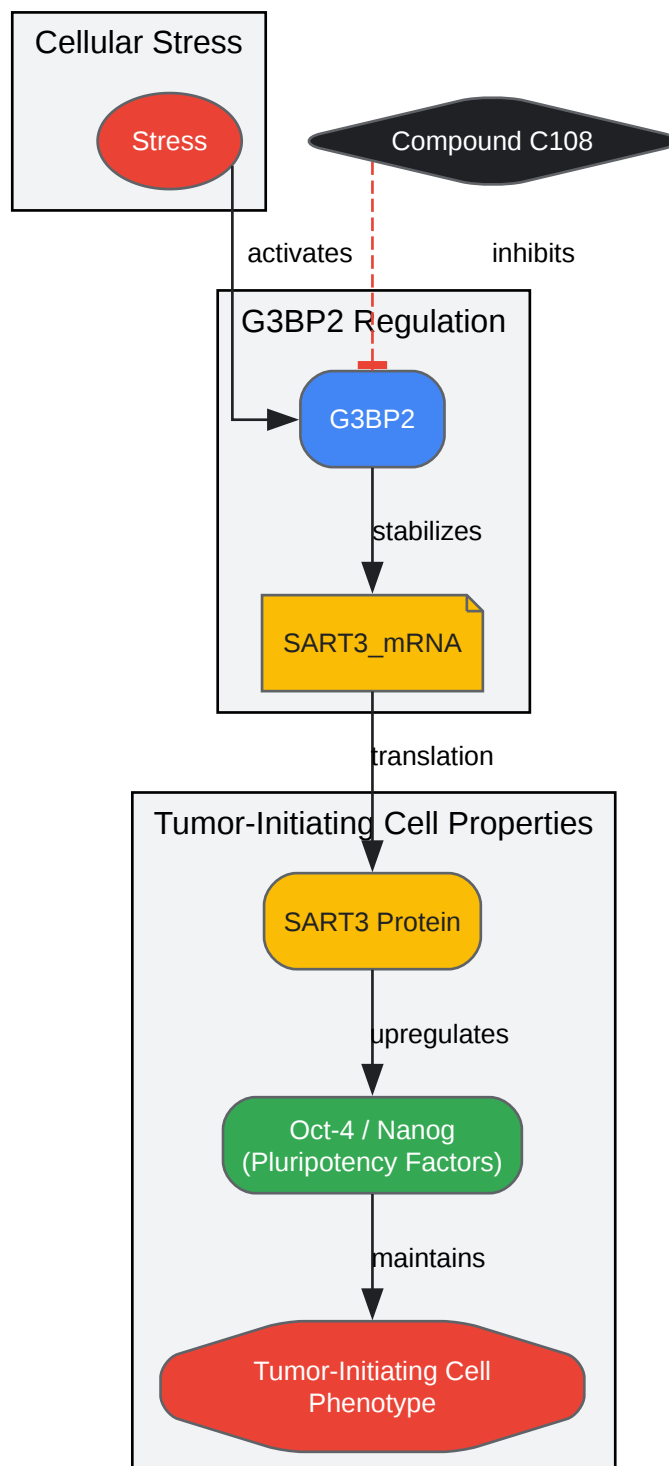 Cellular Stress
Stress
Compound C108
activates
inhibits
G3BP2 Regulation
G3BP2
stabilizes
SART3_mRNA
translation
Tumor-Initiating Cell Properties
SART3 Protein
upregulates
Oct-4 / Nanog
(Pluripotency Factors)
maintains
Tumor-Initiating Cell
Phenotype